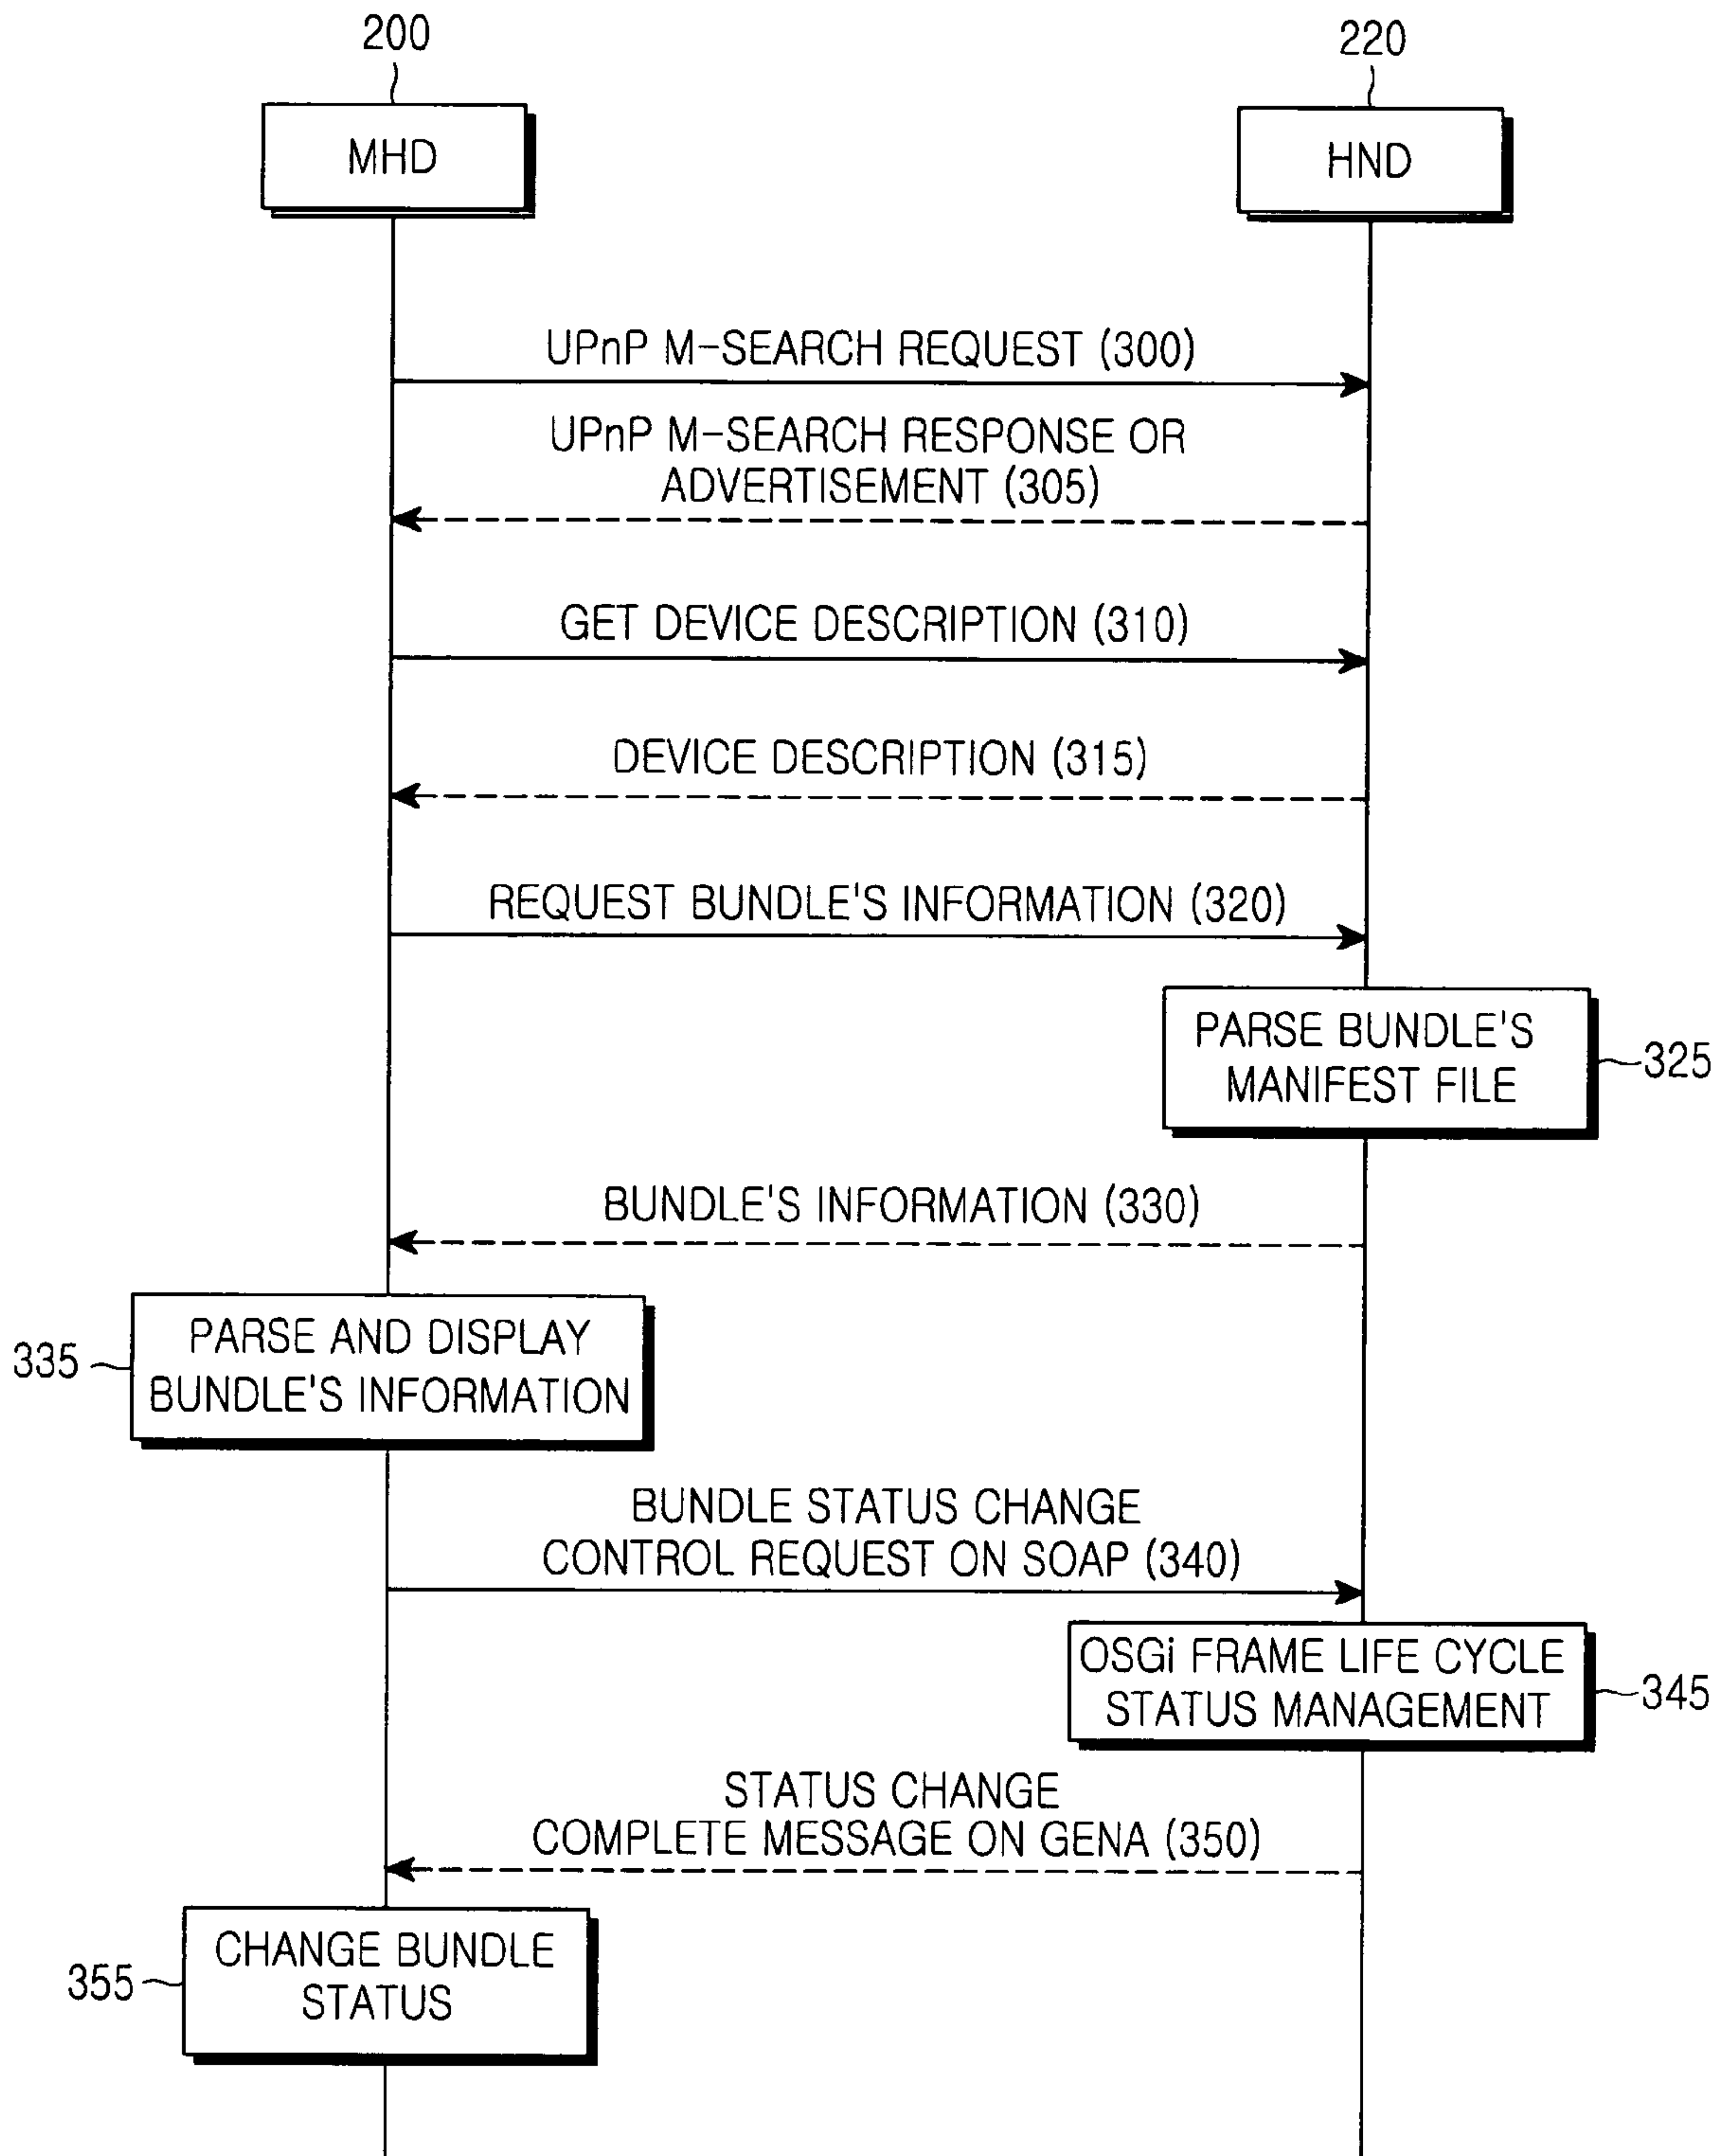 200
220
MHD
HND
UPnP M-SEARCH REQUEST (300)
UPnP M-SEARCH RESPONSE OR
ADVERTISEMENT (305)
GET DEVICE DESCRIPTION (310)
DEVICE DESCRIPTION (315)
REQUEST BUNDLE'S INFORMATION (320)
PARSE BUNDLE'S
MANIFEST FILE
325
BUNDLE'S INFORMATION (330)
PARSE AND DISPLAY
BUNDLE'S INFORMATION
335
BUNDLE STATUS CHANGE
CONTROL REQUEST ON SOAP (340)
OSGi FRAME LIFE CYCLE
STATUS MANAGEMENT
345
STATUS CHANGE
COMPLETE MESSAGE ON GENA (350)
CHANGE BUNDLE
STATUS
355